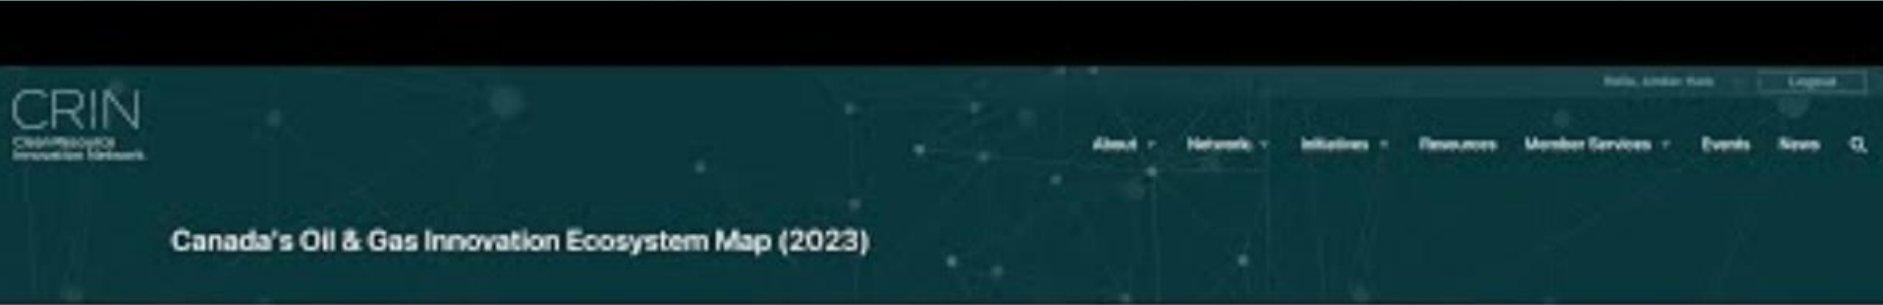 CRIN
Clean Resource
Innovation Network
Logout
About
Network
Initiatives
Resources
Member Services
Events
News
Canada's Oil & Gas Innovation Ecosystem Map (2023)